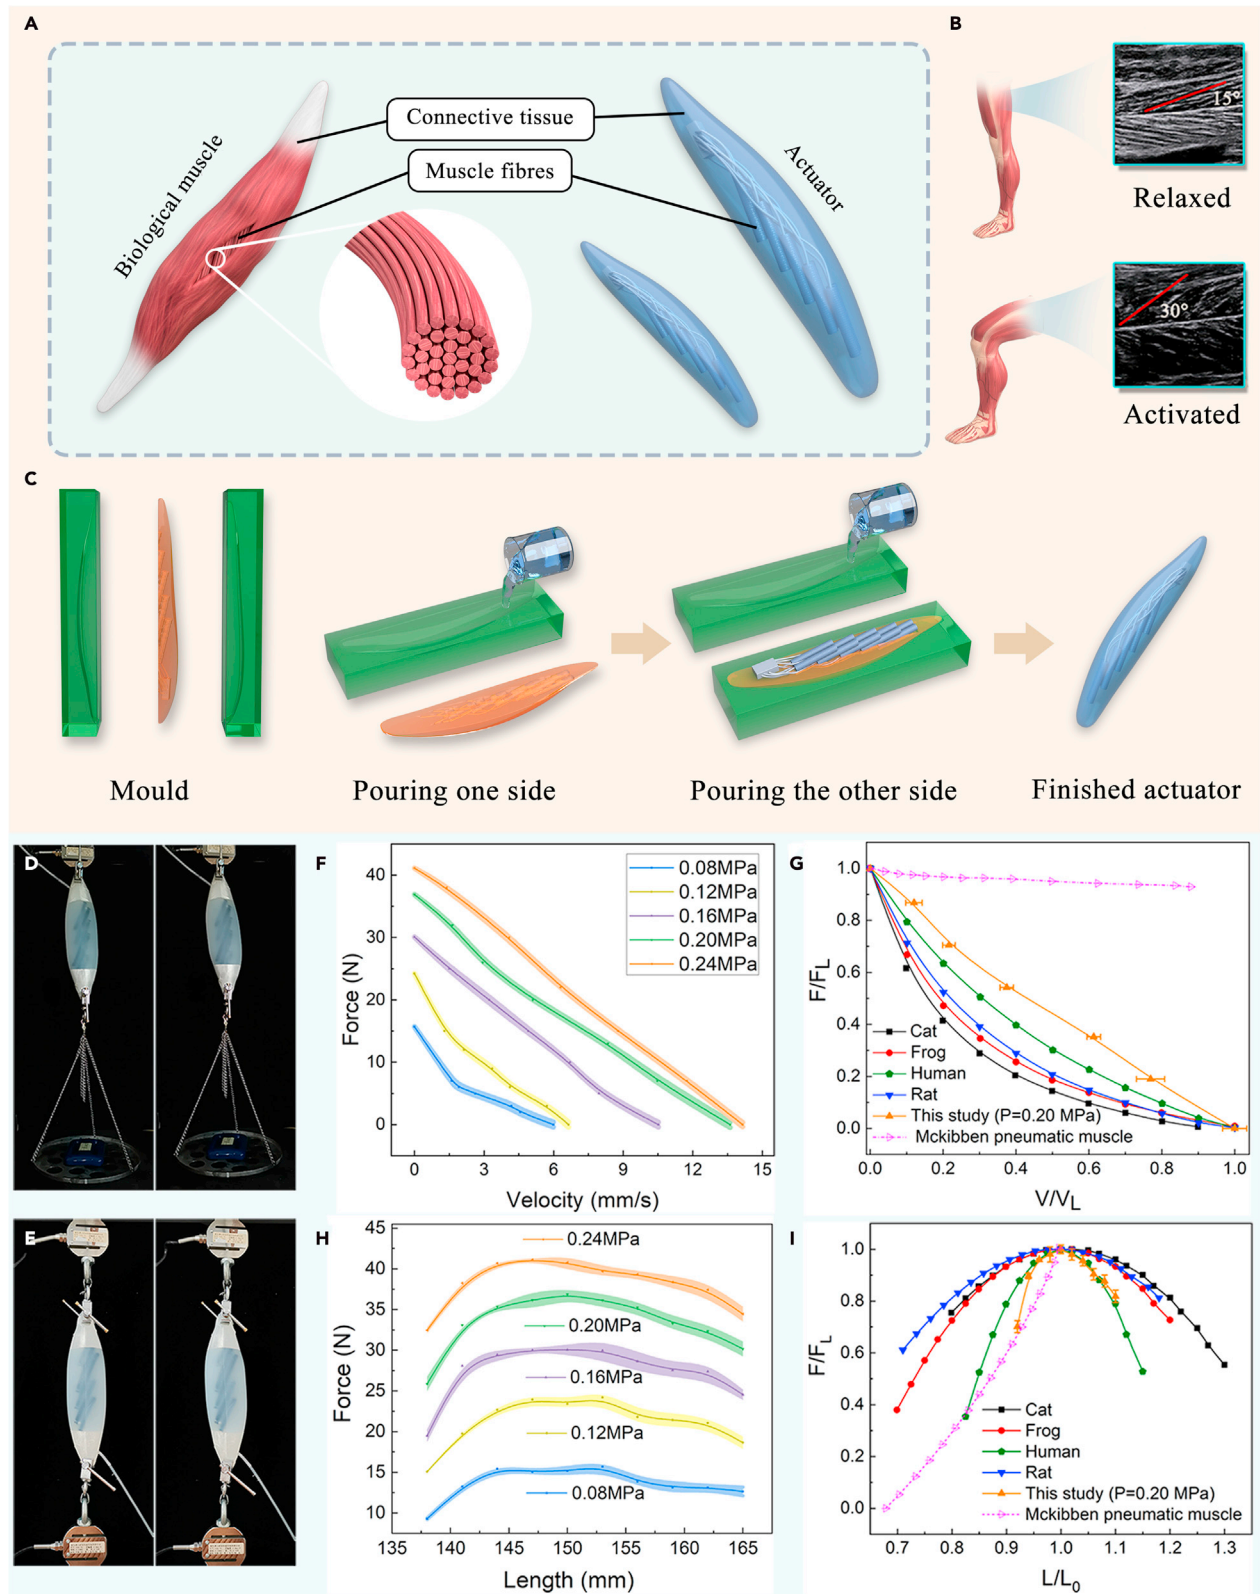 A
B
Connective tissue
Muscle fibres
Biological muscle
Actuator
15°
Relaxed
30°
Activated
C
Mould
Pouring one side
Pouring the other side
Finished actuator
D
E
F
40
30
20
10
0
Force (N)
0.08MPa
0.12MPa
0.16MPa
0.20MPa
0.24MPa
0
3
6
9
12
15
Velocity (mm/s)
G
1.0
0.8
0.6
0.4
0.2
0.0
F/FL
Cat
Frog
Human
Rat
This study (P=0.20 MPa)
Mckibben pneumatic muscle
0.0
0.2
0.4
0.6
0.8
1.0
V/VL
H
45
40
35
30
25
20
15
10
Force (N)
0.24MPa
0.20MPa
0.16MPa
0.12MPa
0.08MPa
135
140
145
150
155
160
165
Length (mm)
I
1.0
0.8
0.6
0.4
0.2
0.0
F/FL
Cat
Frog
Human
Rat
This study (P=0.20 MPa)
Mckibben pneumatic muscle
0.7
0.8
0.9
1.0
1.1
1.2
1.3
L/L0